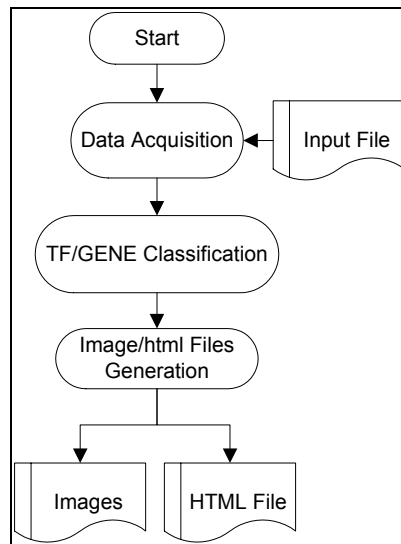 Start
Data Acquisition
Input File
TF/GENE Classification
Image/html Files
Generation
Images
HTML File